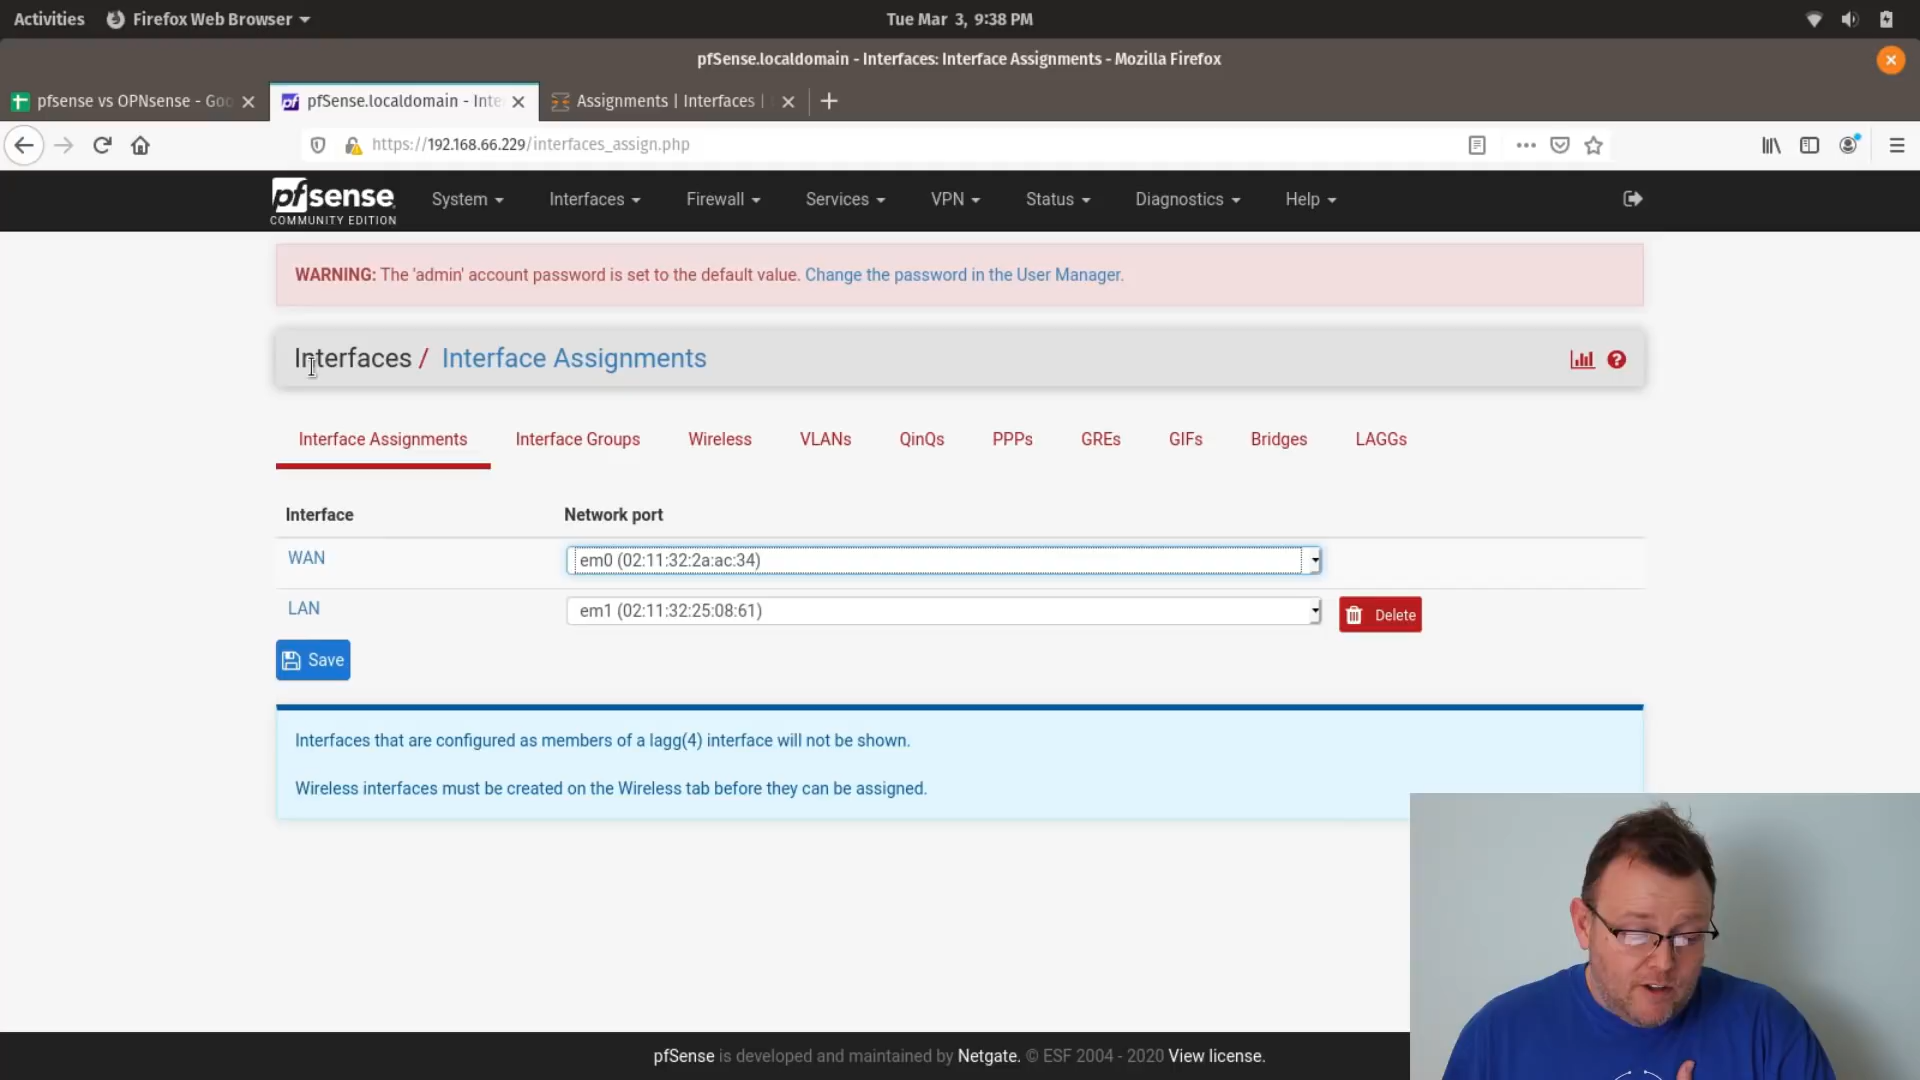 Activities Firefox Web Browser Tue Mar 3, 9:38 PM
pfSense.localdomain - Interfaces: Interface Assignments - Mozilla Firefox
pfsense vs OPNsense - Goo pfSense.localdomain - Inte Assignments | Interfaces |
https://192.168.66.229/interfaces_assign.php
pfsense System Interfaces Firewall Services VPN Status Diagnostics Help
COMMUNITY EDITION
WARNING: The 'admin' account password is set to the default value. Change the password in the User Manager.
Interfaces / Interface Assignments
Interface Assignments Interface Groups Wireless VLANs QinQs PPPs GREs GIFs Bridges LAGGs
Interface Network port
WAN em0 (02:11:32:2a:ac:34)
LAN em1 (02:11:32:25:08:61) Delete
Save
Interfaces that are configured as members of a lagg(4) interface will not be shown.
Wireless interfaces must be created on the Wireless tab before they can be assigned.
pfSense is developed and maintained by Netgate. © ESF 2004 - 2020 View license.